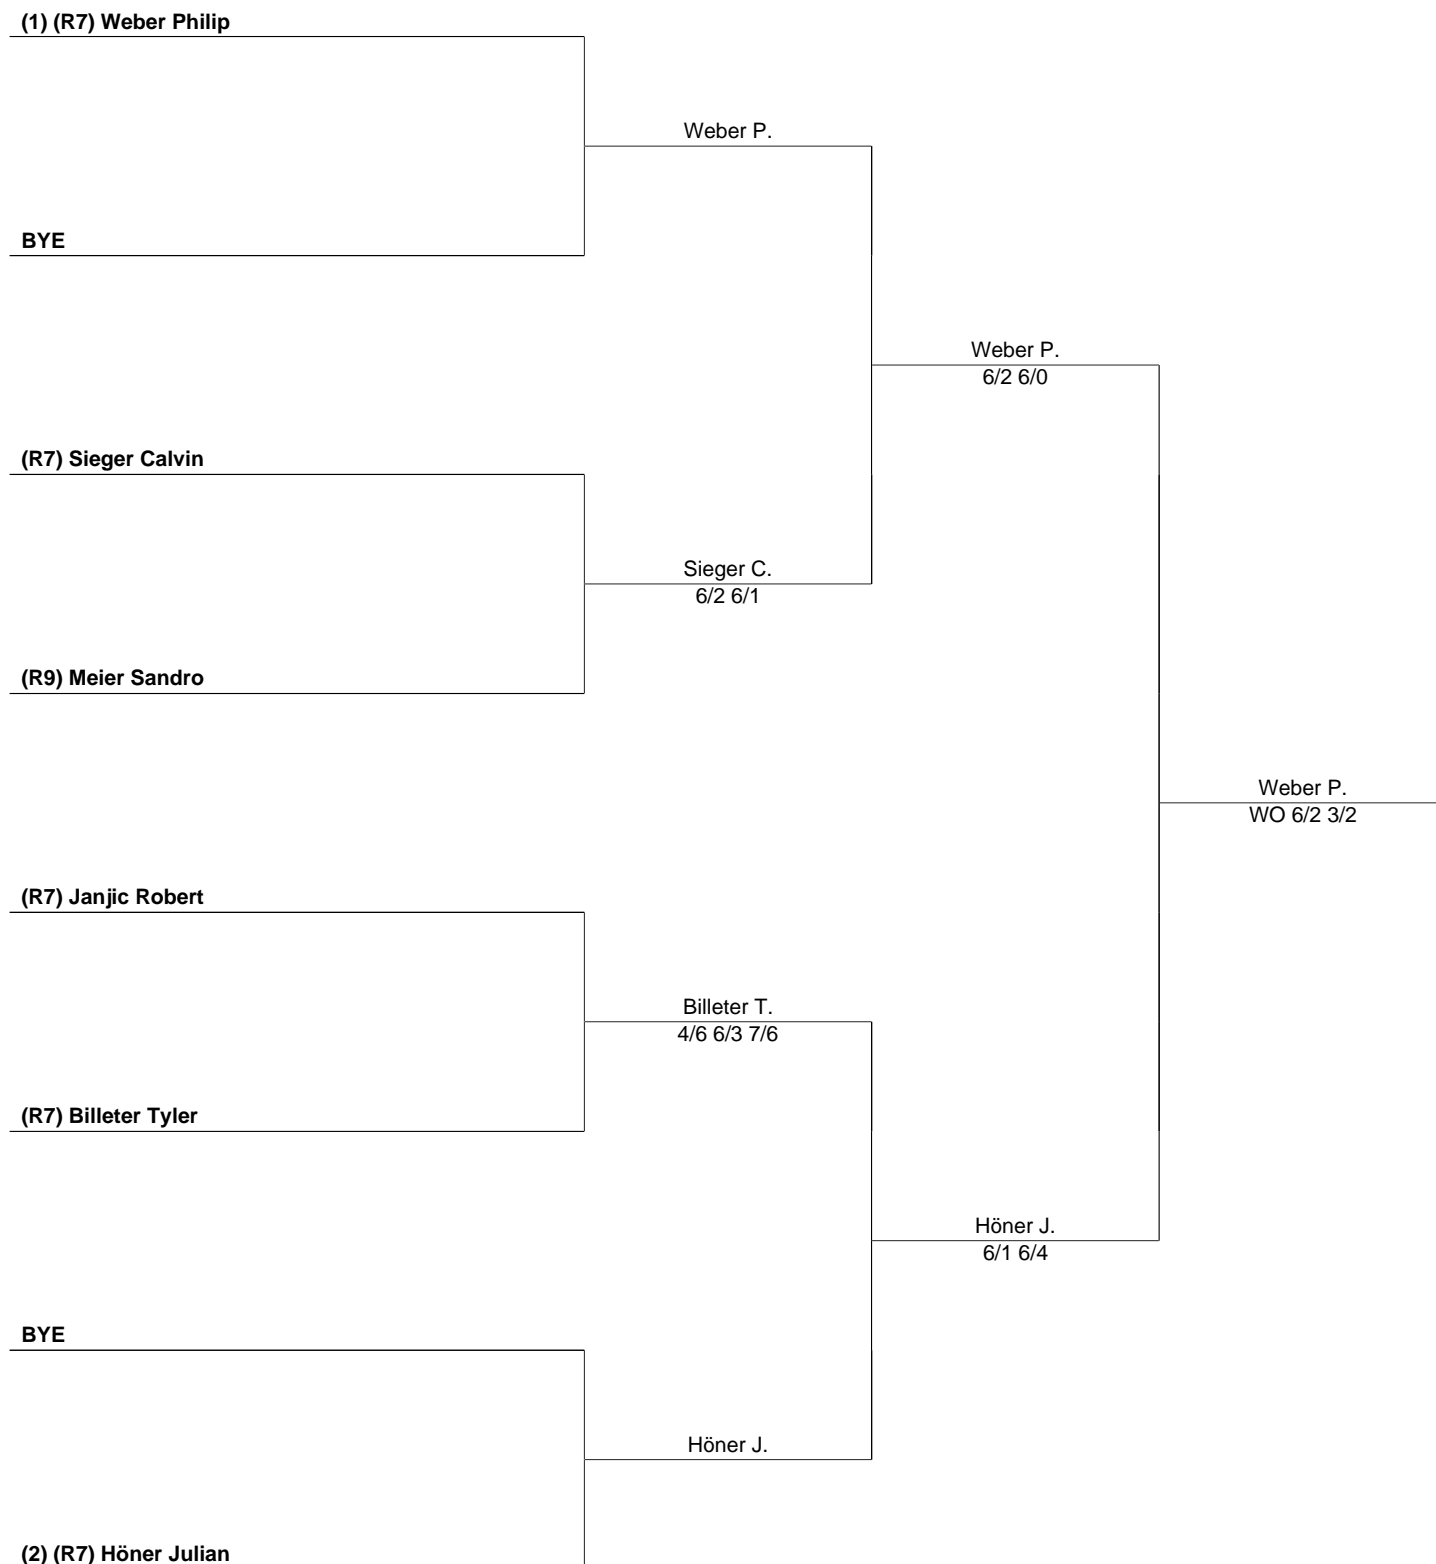 (1) (R7) Weber Philip
Weber P.
BYE
Weber P.
6/2 6/0
(R7) Sieger Calvin
Sieger C.
6/2 6/1
(R9) Meier Sandro
Weber P.
WO 6/2 3/2
(R7) Janjic Robert
Billeter T.
4/6 6/3 7/6
(R7) Billeter Tyler
Höner J.
6/1 6/4
BYE
Höner J.
(2) (R7) Höner Julian